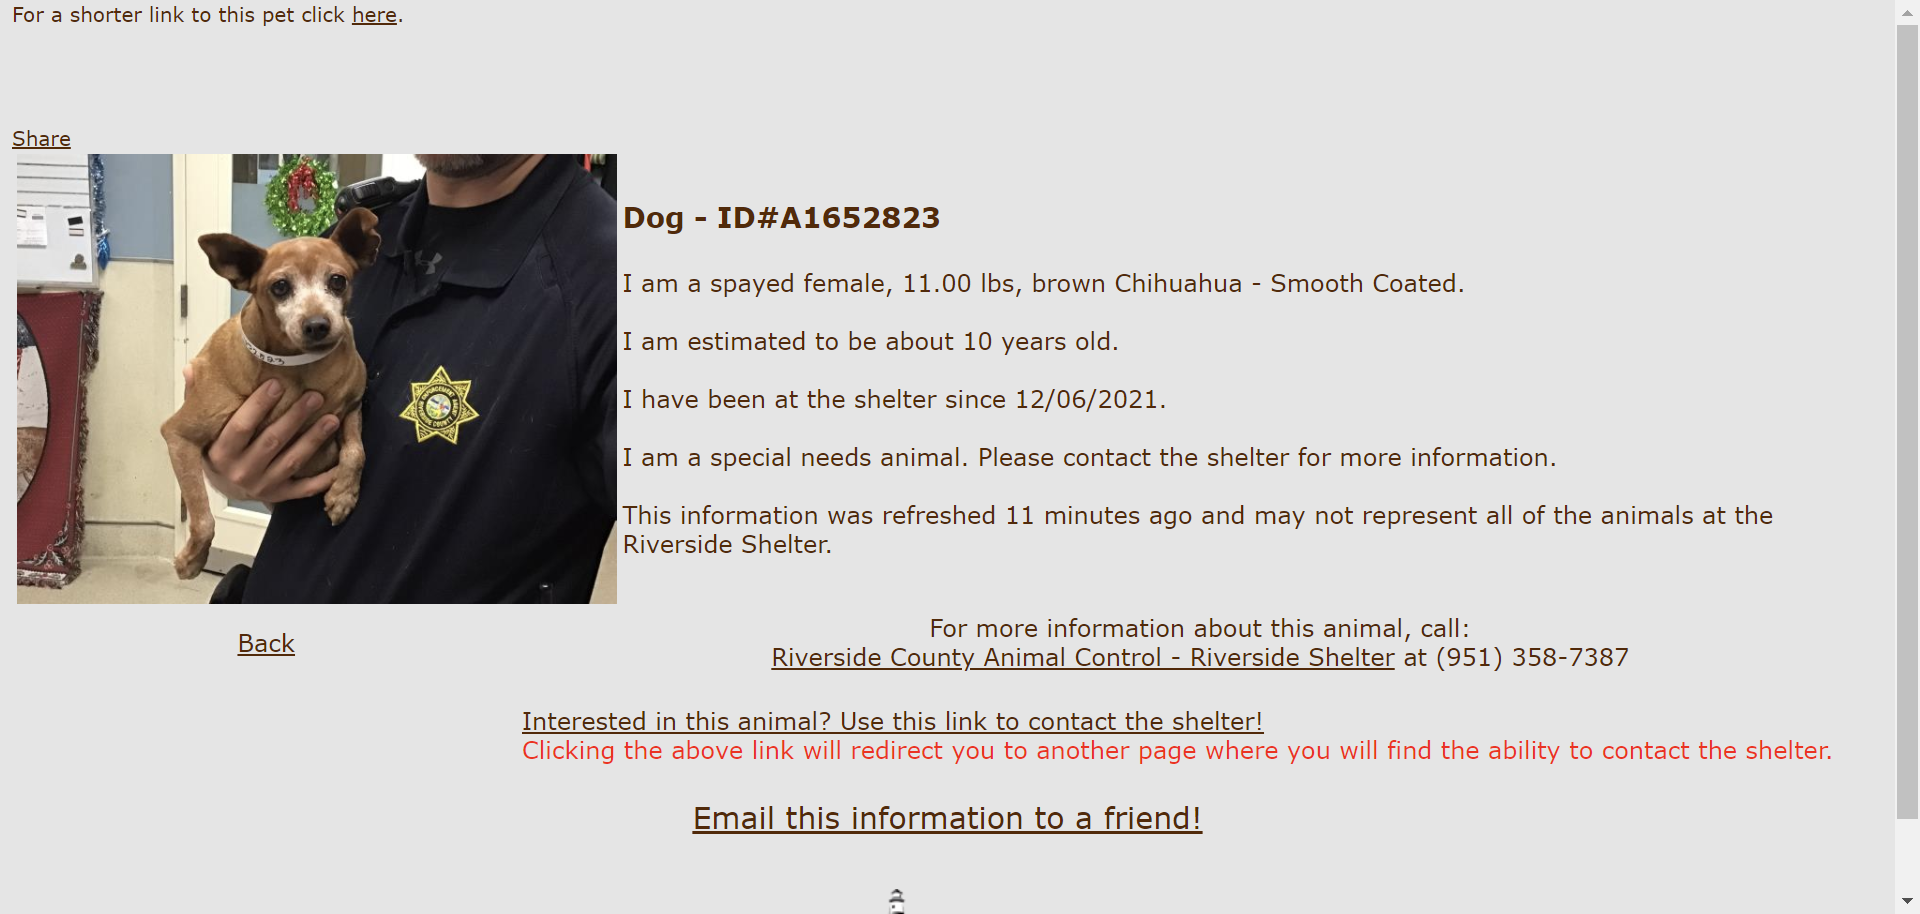 For a shorter link to this pet click here.
Share
Dog - ID#A1652823
I am a spayed female, 11.00 lbs, brown Chihuahua - Smooth Coated.
I am estimated to be about 10 years old.
I have been at the shelter since 12/06/2021.
I am a special needs animal. Please contact the shelter for more information.
This information was refreshed 11 minutes ago and may not represent all of the animals at the
Riverside Shelter.
Back
For more information about this animal, call:
Riverside County Animal Control - Riverside Shelter at (951) 358-7387
Interested in this animal? Use this link to contact the shelter!
Clicking the above link will redirect you to another page where you will find the ability to contact the shelter.
Email this information to a friend!